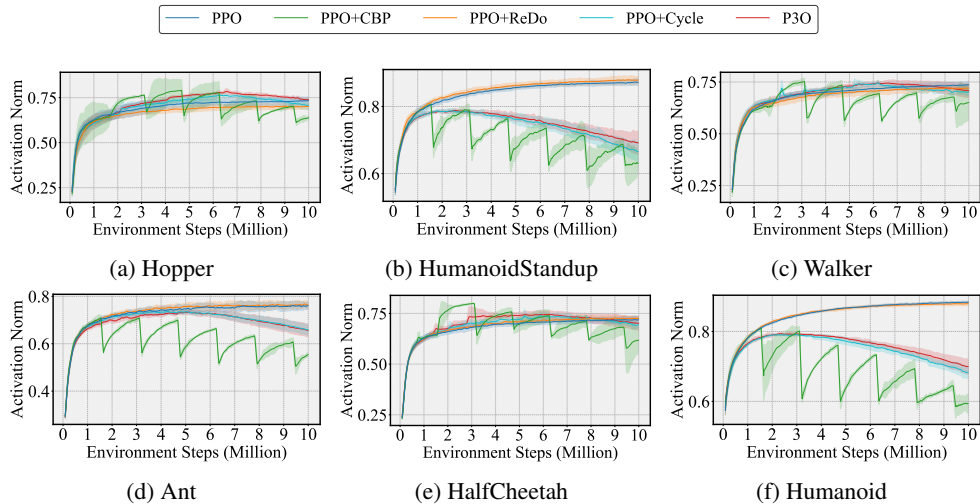 PPO PPO+CBP PPO+ReDo PPO+Cycle P3O
Activation Norm
0.75
0.50
0.25
0 1 2 3 4 5 6 7 8 9 10
Environment Steps (Million)
(a) Hopper
Activation Norm
0.8
0.6
0 1 2 3 4 5 6 7 8 9 10
Environment Steps (Million)
(b) HumanoidStandup
Activation Norm
0.75
0.50
0.25
0 1 2 3 4 5 6 7 8 9 10
Environment Steps (Million)
(c) Walker
Activation Norm
0.8
0.6
0.4
0 1 2 3 4 5 6 7 8 9 10
Environment Steps (Million)
(d) Ant
Activation Norm
0.75
0.50
0.25
0 1 2 3 4 5 6 7 8 9 10
Environment Steps (Million)
(e) HalfCheetah
Activation Norm
0.8
0.6
0 1 2 3 4 5 6 7 8 9 10
Environment Steps (Million)
(f) Humanoid